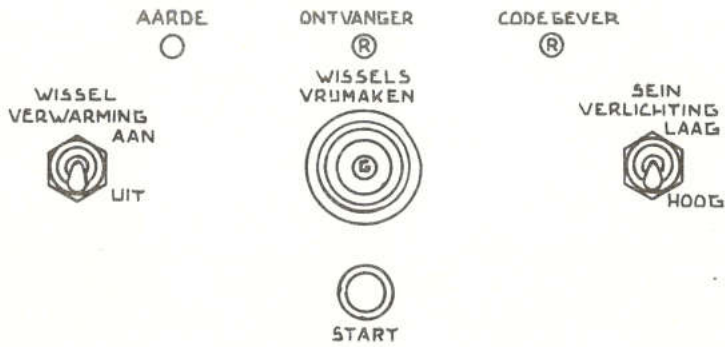 AARDE
ONTVANGER
CODEGEVER
R
R
WISSEL
VERWARMING
AAN
UIT
WISSELS
VRIJMAKEN
G
SEIN
VERLICHTING
LAAG
HOOG
START